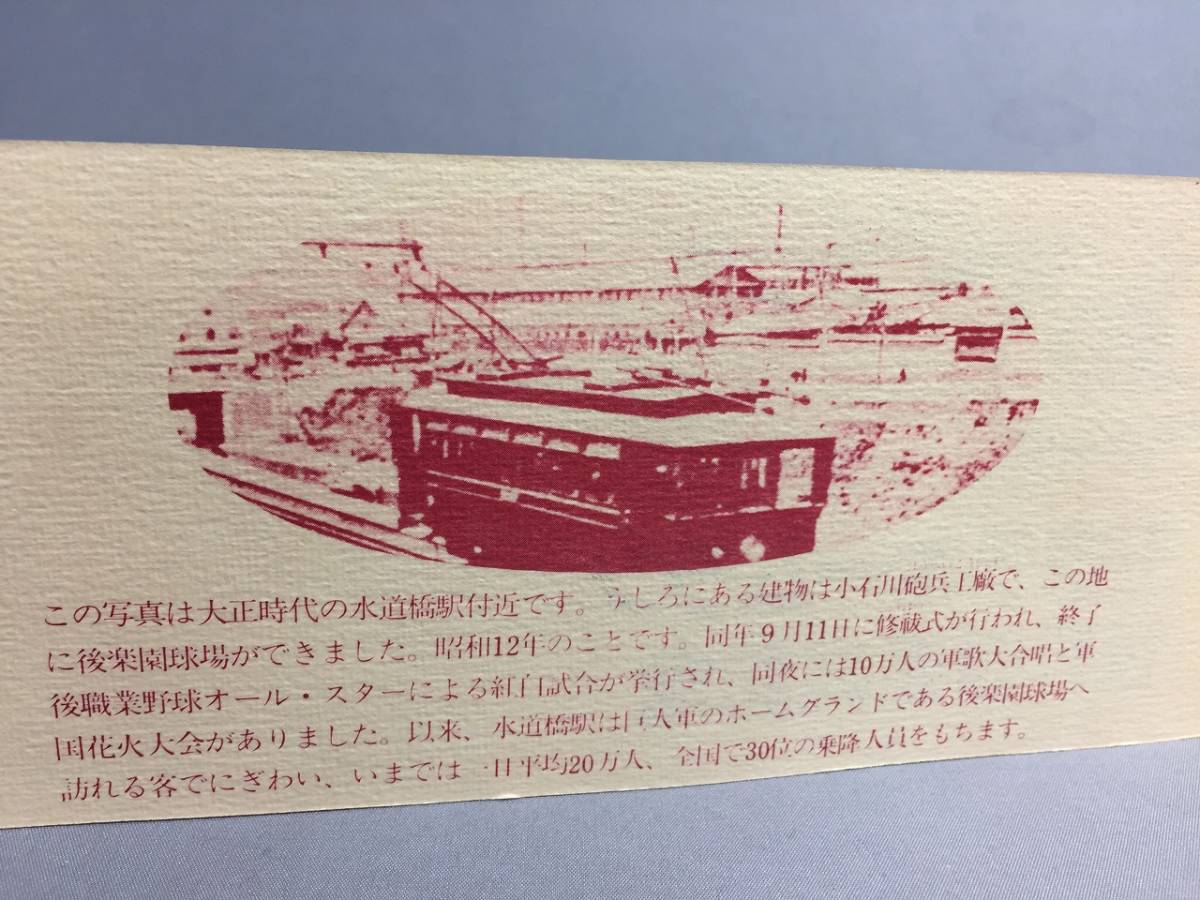 この写真は大正時代の水道橋駅付近です。うしろにある建物は小石川砲兵工廠で、この地
に後楽園球場ができました。昭和12年のことです。同年9月11日に修祓式が行われ、終了
後職業野球オール・スターによる紅白試合が挙行され、同夜には10万人の軍歌大合唱と軍
国花火大会がありました。以来、水道橋駅は巨人軍のホームグランドである後楽園球場へ
訪れる客でにぎわい、いまでは一日平均20万人、全国で30位の乗降人員をもちます。